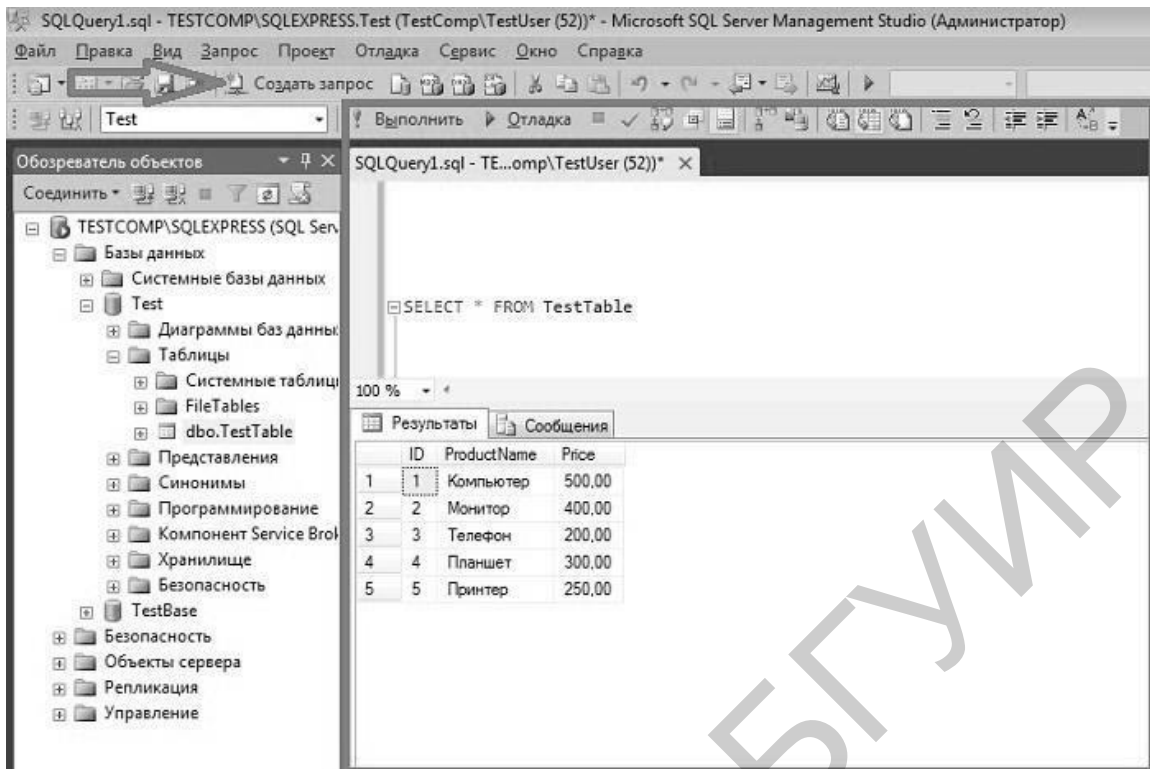 SQLQuery1.sql - TESTCOMP\SQLEXPRESS.Test (TestComp\TestUser (52))* - Microsoft SQL Server Management Studio (Администратор)
Файл Правка Вид Запрос Проект Отладка Сервис Окно Справка
Создать запрос
Test
Выполнить Отладка
Обозреватель объектов
SQLQuery1.sql - TE...omp\TestUser (52))*
Соединить
TESTCOMP\SQLEXPRESS (SQL Serv
Базы данных
Системные базы данных
Test
Диаграммы баз данных
Таблицы
Системные таблиц
FileTables
dbo.TestTable
Представления
Синонимы
Программирование
Компонент Service Brok
Хранилище
Безопасность
TestBase
Безопасность
Объекты сервера
Репликация
Управление
SELECT * FROM TestTable
100 %
Результаты Сообщения
ID ProductName Price
1 1 Компьютер 500,00
2 2 Монитор 400,00
3 3 Телефон 200,00
4 4 Планшет 300,00
5 5 Принтер 250,00
БГУИР